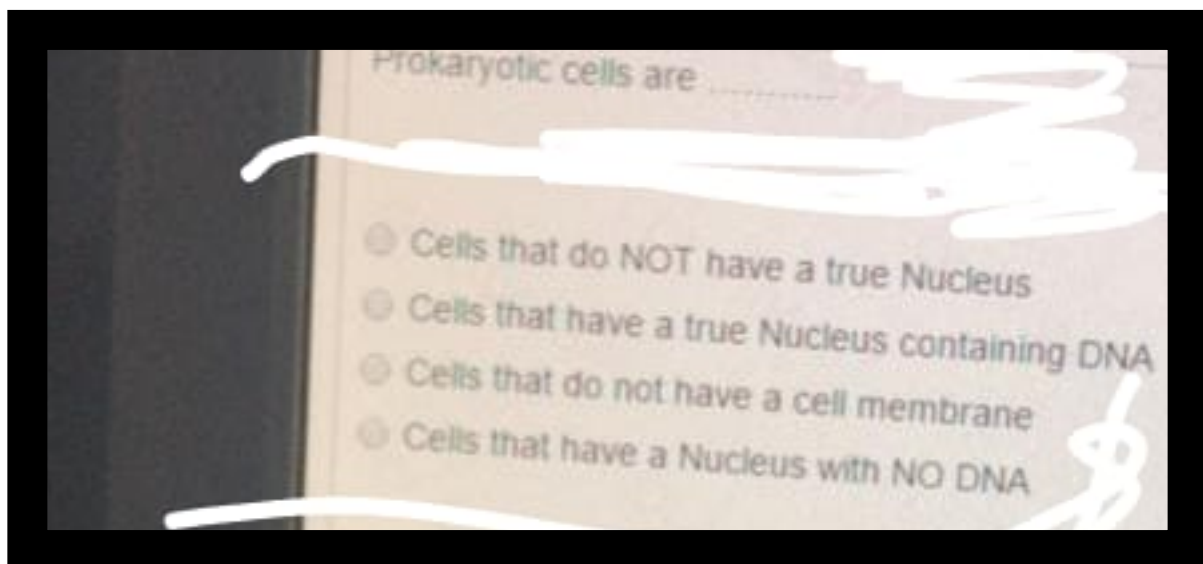 Prokaryotic cells are ..............
Cells that do NOT have a true Nucleus
Cells that have a true Nucleus containing DNA
Cells that do not have a cell membrane
Cells that have a Nucleus with NO DNA